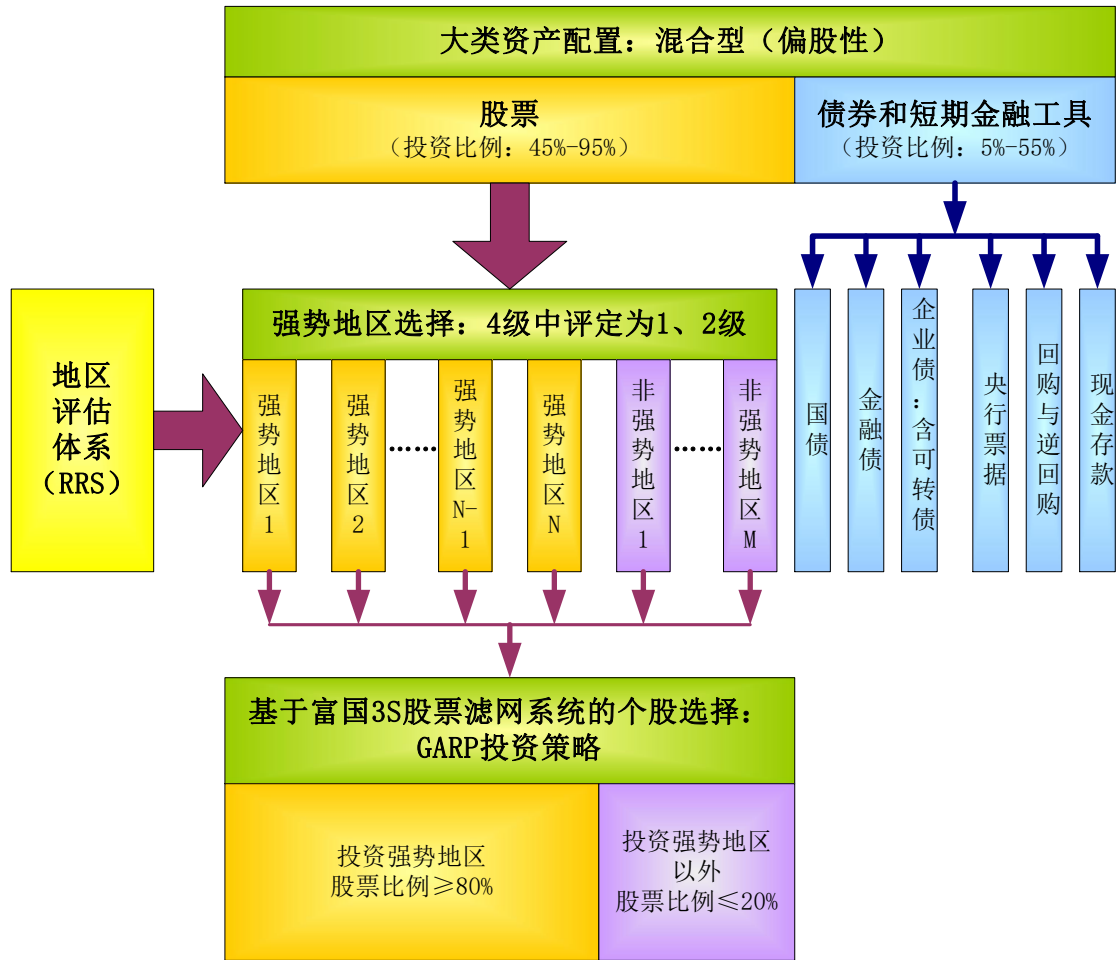 大类资产配置：混合型（偏股性）
股票
（投资比例：45%-95%）
债券和短期金融工具
（投资比例：5%-55%）
地区
评估
体系
（RRS）
强势地区选择：4级中评定为1、2级
强势地区1
强势地区2
……
强势地区N-1
强势地区N
非强势地区1
……
非强势地区M
国债
金融债
企业债：含可转债
央行票据
回购与逆回购
现金存款
基于富国3S股票滤网系统的个股选择：
GARP投资策略
投资强势地区
股票比例≥80%
投资强势地区
以外
股票比例≤20%